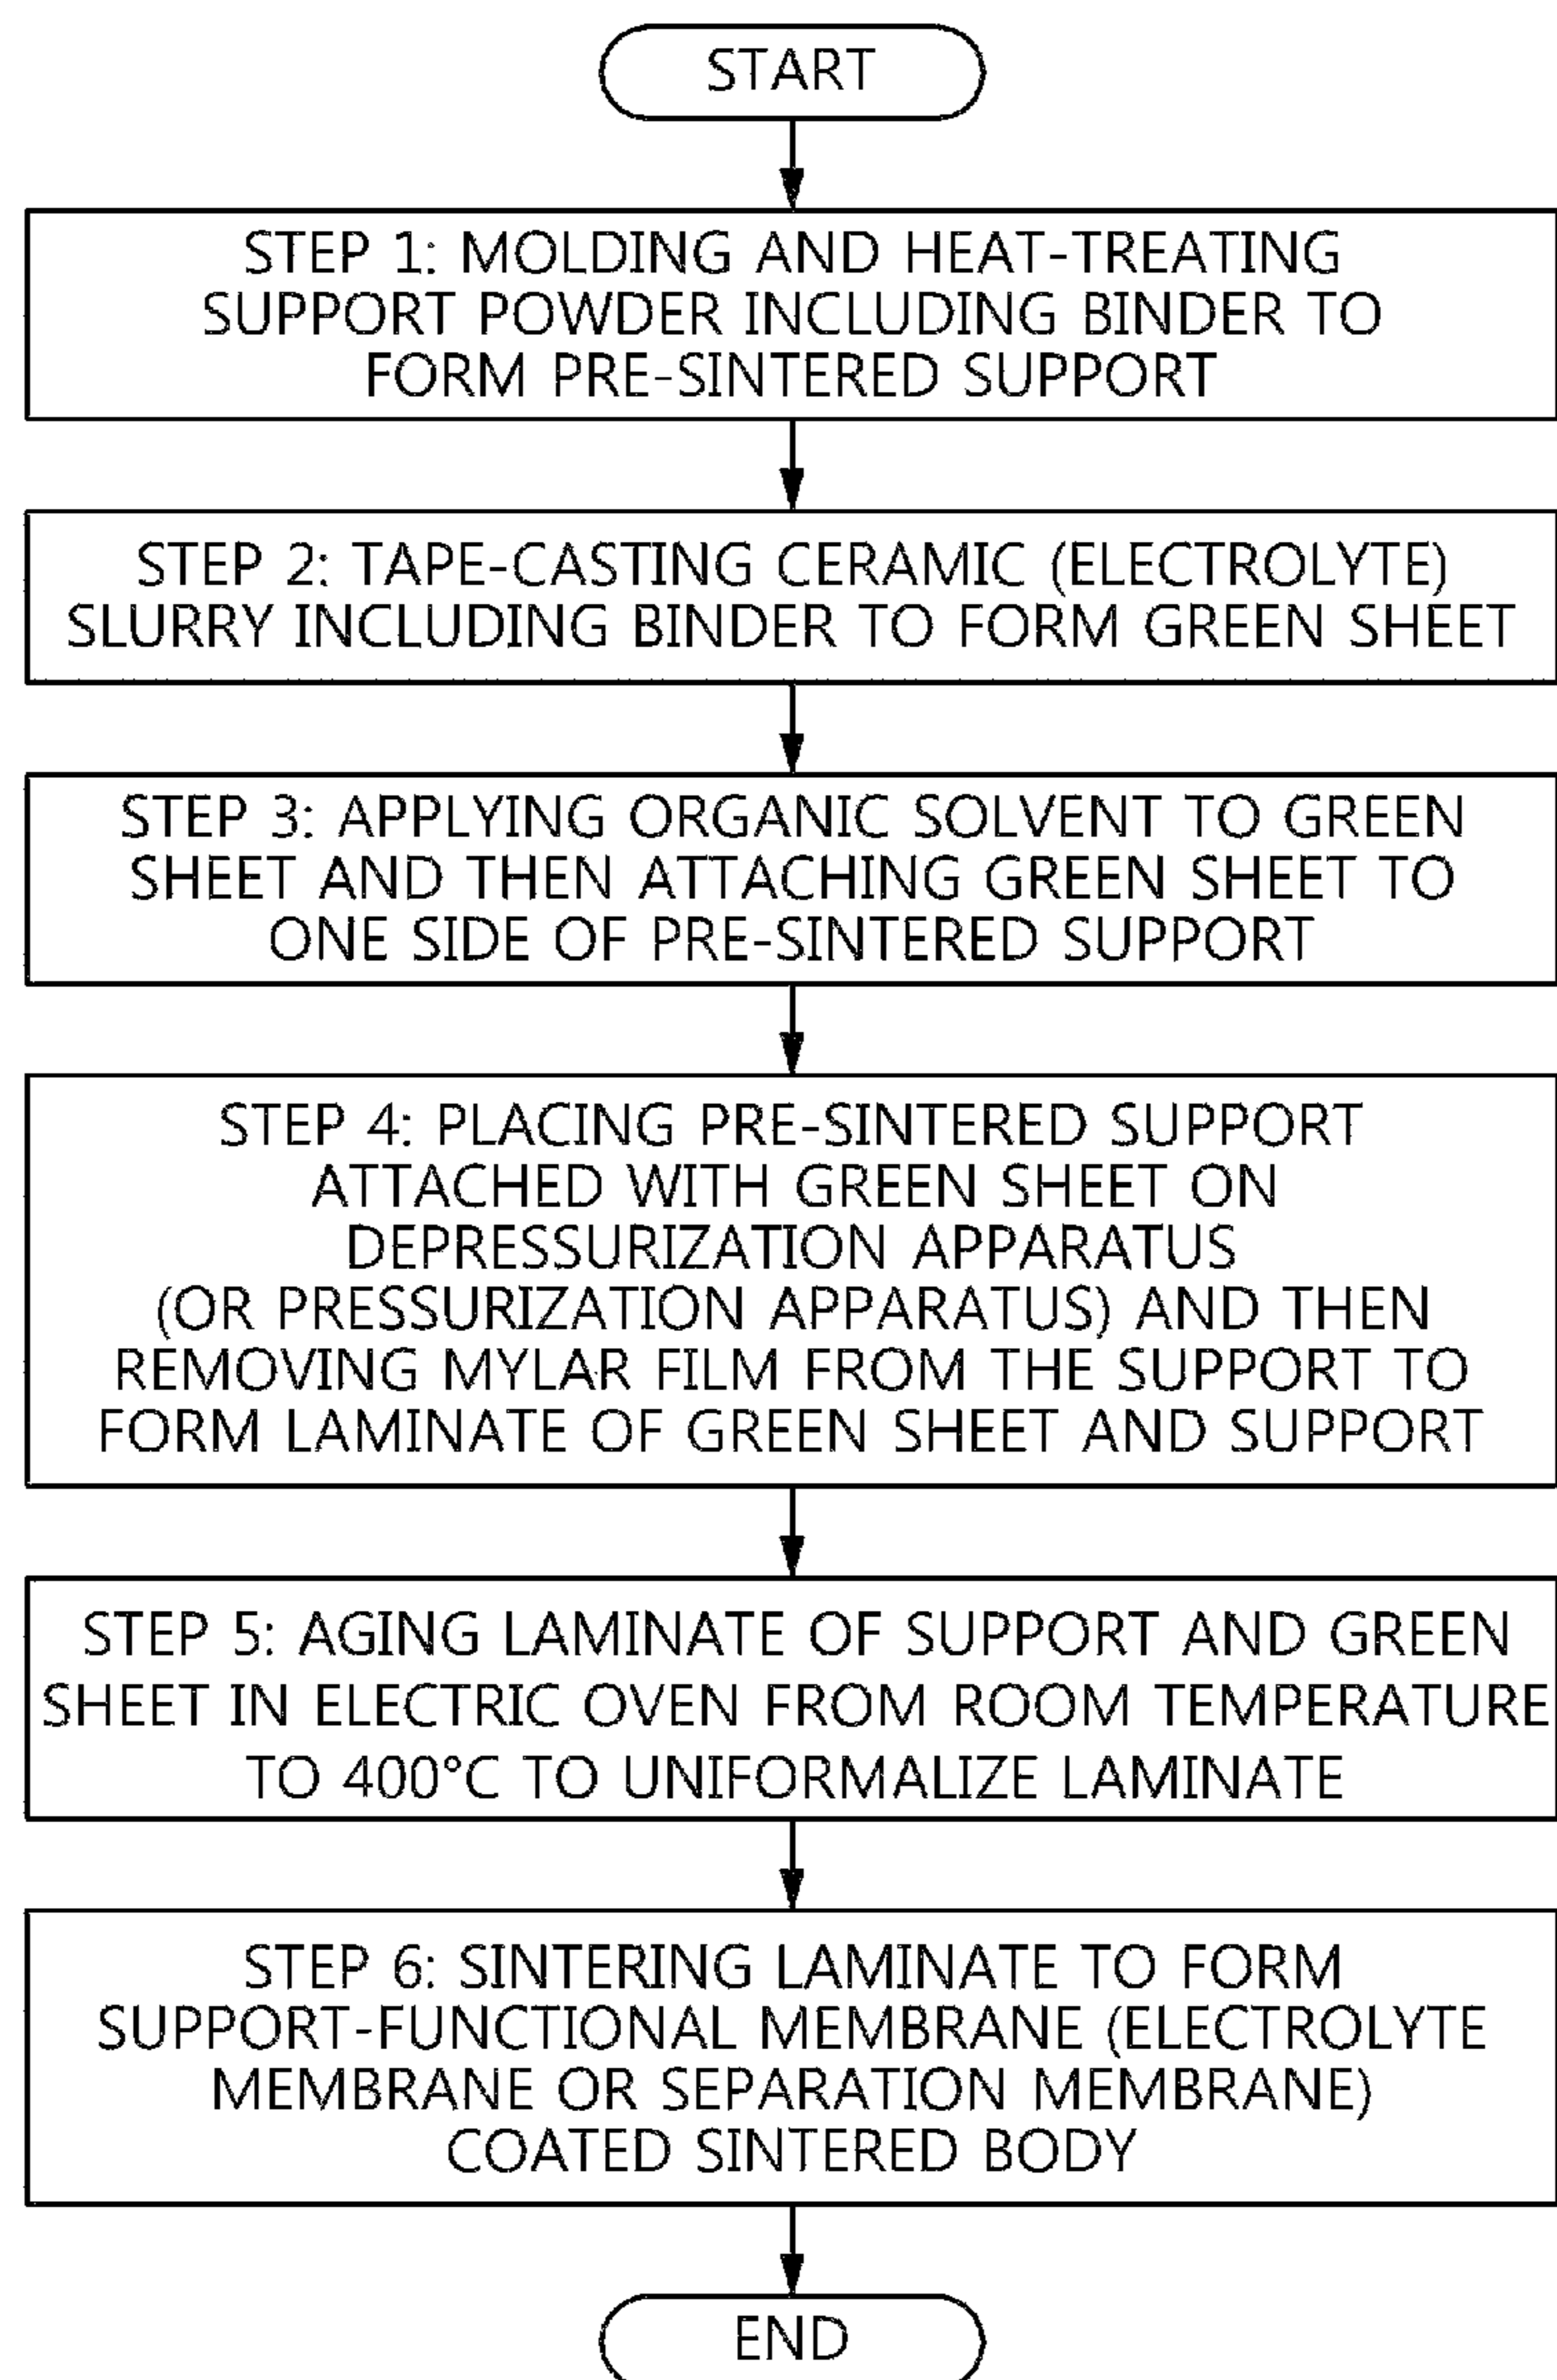 START
STEP 1: MOLDING AND HEAT-TREATING
SUPPORT POWDER INCLUDING BINDER TO
FORM PRE-SINTERED SUPPORT
STEP 2: TAPE-CASTING CERAMIC (ELECTROLYTE)
SLURRY INCLUDING BINDER TO FORM GREEN SHEET
STEP 3: APPLYING ORGANIC SOLVENT TO GREEN
SHEET AND THEN ATTACHING GREEN SHEET TO
ONE SIDE OF PRE-SINTERED SUPPORT
STEP 4: PLACING PRE-SINTERED SUPPORT
ATTACHED WITH GREEN SHEET ON
DEPRESSURIZATION APPARATUS
(OR PRESSURIZATION APPARATUS) AND THEN
REMOVING MYLAR FILM FROM THE SUPPORT TO
FORM LAMINATE OF GREEN SHEET AND SUPPORT
STEP 5: AGING LAMINATE OF SUPPORT AND GREEN
SHEET IN ELECTRIC OVEN FROM ROOM TEMPERATURE
TO 400°C TO UNIFORMALIZE LAMINATE
STEP 6: SINTERING LAMINATE TO FORM
SUPPORT-FUNCTIONAL MEMBRANE (ELECTROLYTE
MEMBRANE OR SEPARATION MEMBRANE)
COATED SINTERED BODY
END